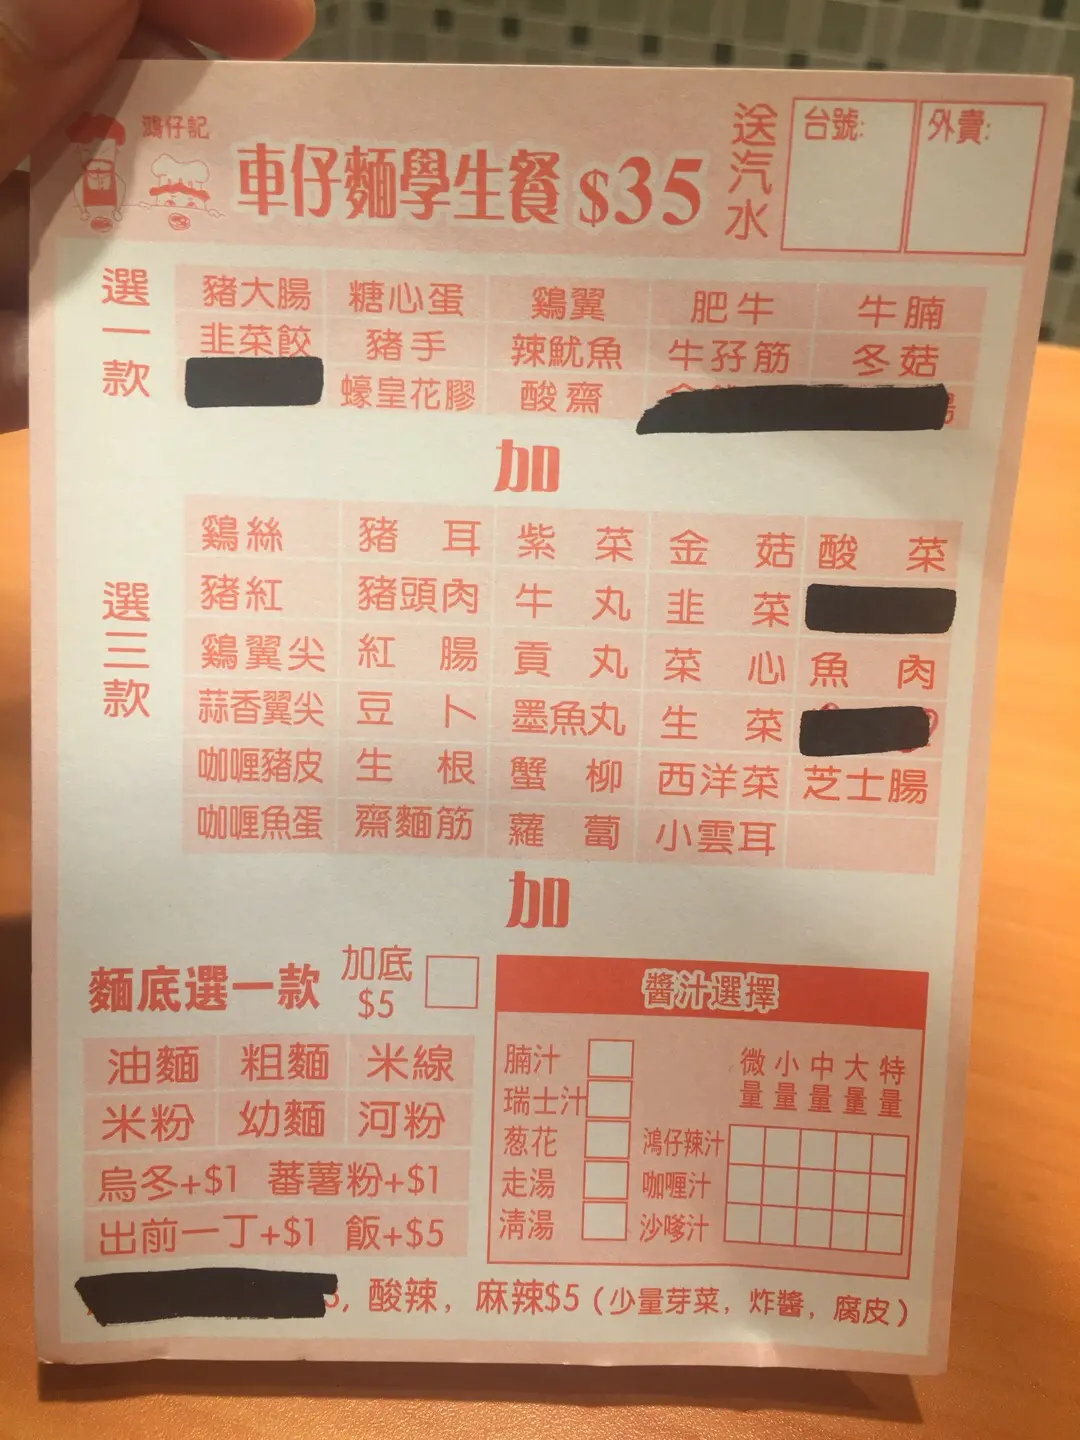 鴻仔記
車仔麵學生餐 $35
送汽水
台號:
外賣:
選一款
豬大腸 糖心蛋 鷄翼 肥牛 牛腩
韭菜餃 豬手 辣魷魚 牛孖筋 冬菇
蠔皇花膠 酸齋
加
選三款
鷄絲 豬耳 紫菜 金菇 酸菜
豬紅 豬頭肉 牛丸 韭菜
鷄翼尖 紅腸 貢丸 菜心 魚肉
蒜香翼尖 豆卜 墨魚丸 生菜
咖喱豬皮 生根 蟹柳 西洋菜 芝士腸
咖喱魚蛋 齋麵筋 蘿蔔 小雲耳
加
麵底選一款
加底 $5
油麵 粗麵 米線
米粉 幼麵 河粉
烏冬+$1 蕃薯粉+$1
出前一丁+$1 飯+$5
醬汁選擇
腩汁
瑞士汁
葱花
走湯
淸湯
微量 小量 中量 大量 特量
鴻仔辣汁
咖喱汁
沙嗲汁
, 酸辣, 麻辣$5 (少量芽菜, 炸醬, 腐皮)